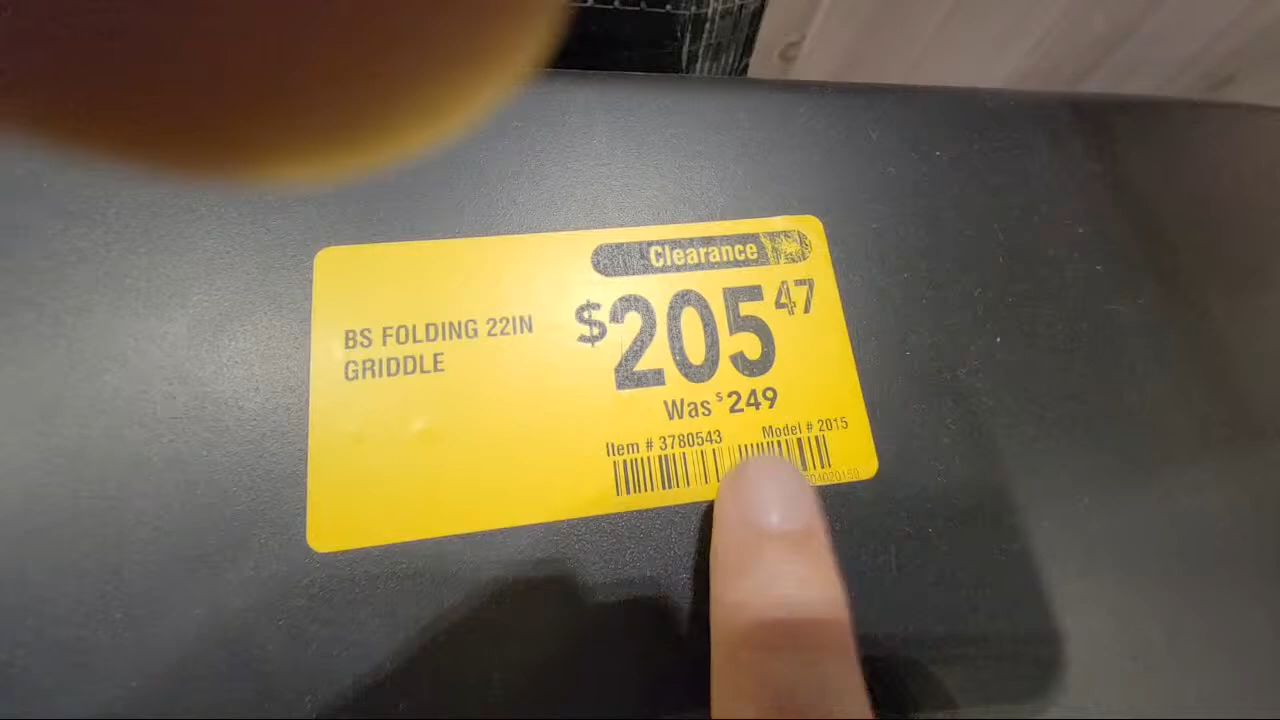 Clearance
BS FOLDING 22IN
GRIDDLE
$205 47
Was $249
Item # 3780543 Model # 2015